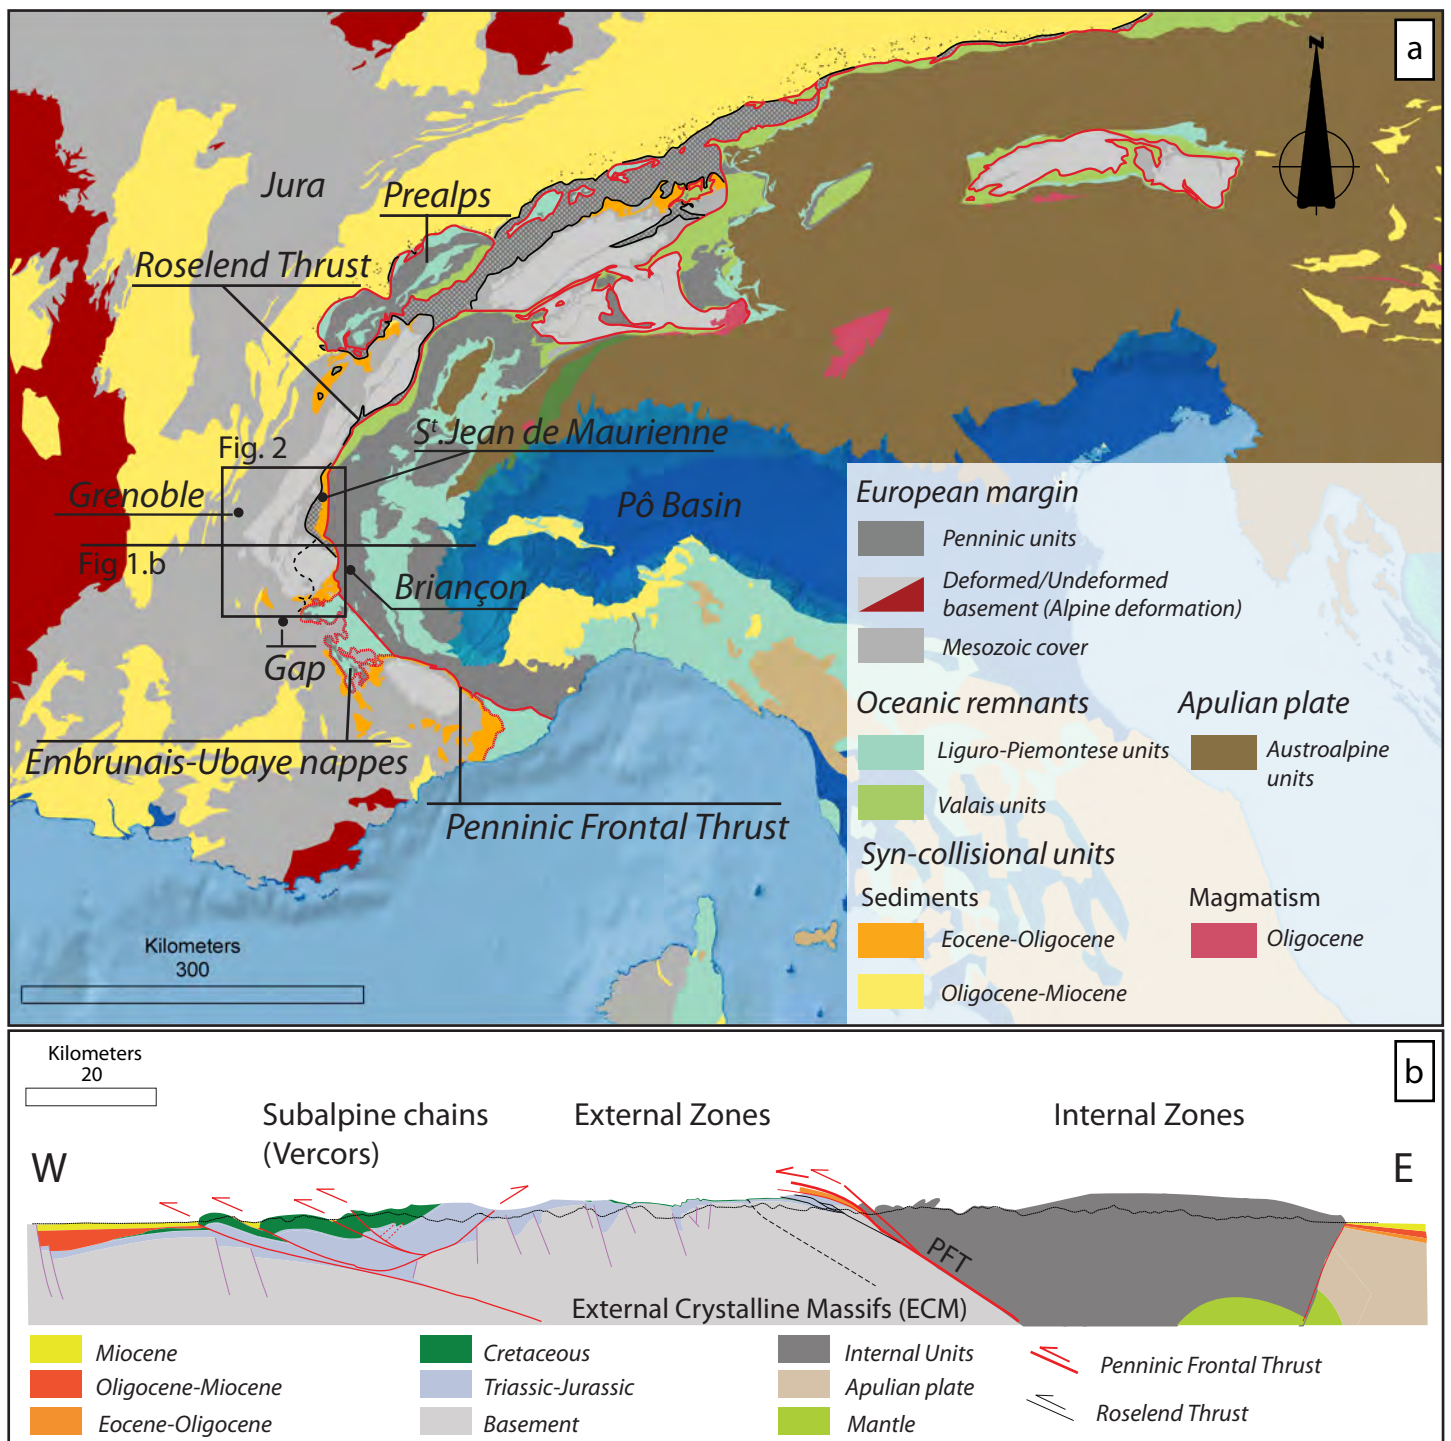 a
N
Jura
Prealps
Roselend Thrust
St.Jean de Maurienne
Fig. 2
Grenoble
Pô Basin
Fig 1.b
Briançon
Gap
Embrunais-Ubaye nappes
Penninic Frontal Thrust
Kilometers
300
European margin
Penninic units
Deformed/Undeformed
basement (Alpine deformation)
Mesozoic cover
Oceanic remnants
Apulian plate
Liguro-Piemontese units
Austroalpine
units
Valais units
Syn-collisional units
Sediments
Magmatism
Eocene-Oligocene
Oligocene
Oligocene-Miocene
b
Kilometers
20
Subalpine chains
(Vercors)
External Zones
Internal Zones
W
E
PFT
External Crystalline Massifs (ECM)
Miocene
Cretaceous
Internal Units
Penninic Frontal Thrust
Oligocene-Miocene
Triassic-Jurassic
Apulian plate
Roselend Thrust
Eocene-Oligocene
Basement
Mantle